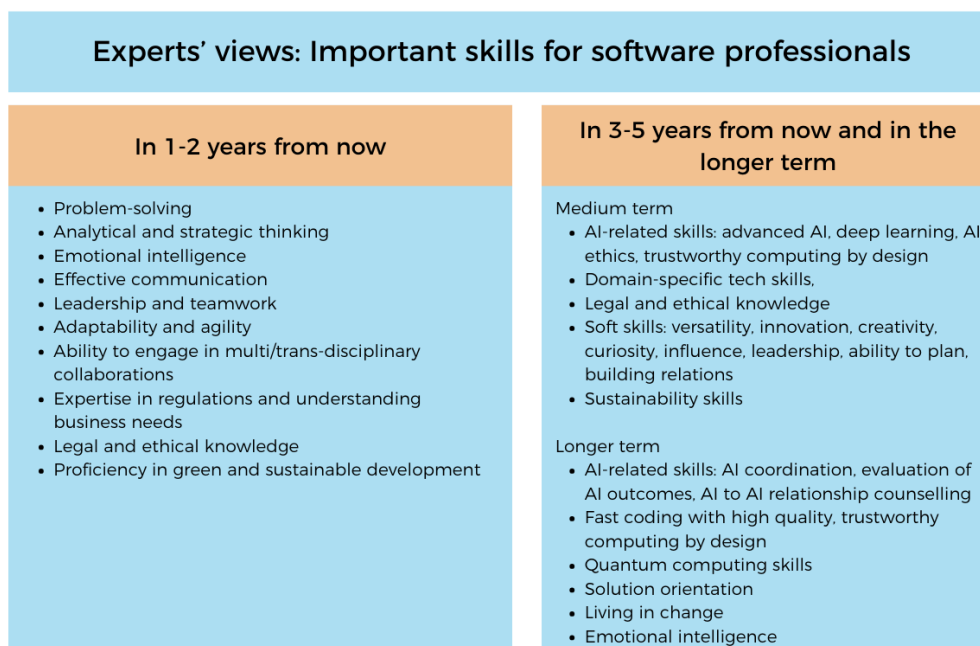 Experts’ views: Important skills for software professionals
In 1-2 years from now
• Problem-solving
• Analytical and strategic thinking
• Emotional intelligence
• Effective communication
• Leadership and teamwork
• Adaptability and agility
• Ability to engage in multi/trans-disciplinary
collaborations
• Expertise in regulations and understanding
business needs
• Legal and ethical knowledge
• Proficiency in green and sustainable development
In 3-5 years from now and in the
longer term
Medium term
• AI-related skills: advanced AI, deep learning, AI
ethics, trustworthy computing by design
• Domain-specific tech skills,
• Legal and ethical knowledge
• Soft skills: versatility, innovation, creativity,
curiosity, influence, leadership, ability to plan,
building relations
• Sustainability skills
Longer term
• AI-related skills: AI coordination, evaluation of
AI outcomes, AI to AI relationship counselling
• Fast coding with high quality, trustworthy
computing by design
• Quantum computing skills
• Solution orientation
• Living in change
• Emotional intelligence